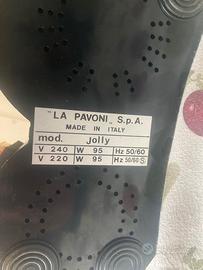 "LA PAVONI" S.p.A.
MADE IN ITALY
mod. Jolly
V 240 W 95 Hz 50/60
V 220 W 95 Hz 50/60 S